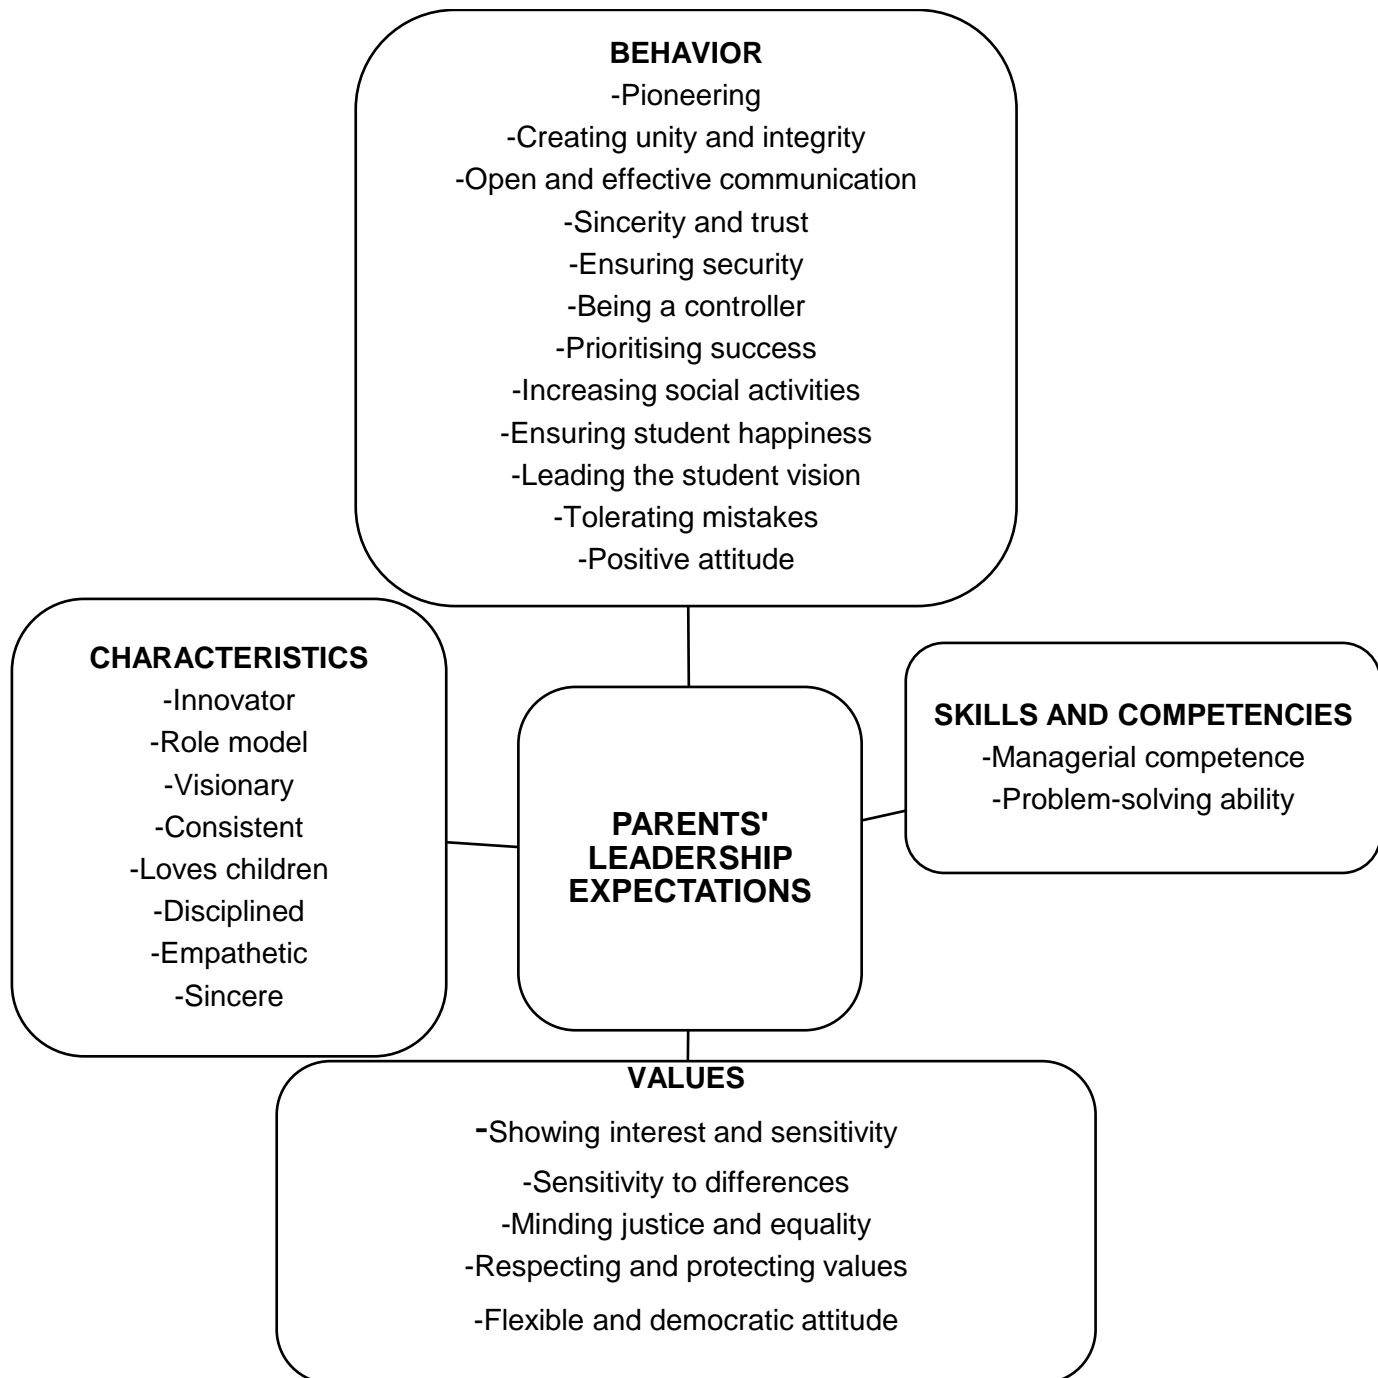 BEHAVIOR
-Pioneering
-Creating unity and integrity
-Open and effective communication
-Sincerity and trust
-Ensuring security
-Being a controller
-Prioritising success
-Increasing social activities
-Ensuring student happiness
-Leading the student vision
-Tolerating mistakes
-Positive attitude
CHARACTERISTICS
-Innovator
-Role model
-Visionary
-Consistent
-Loves children
-Disciplined
-Empathetic
-Sincere
PARENTS'
LEADERSHIP
EXPECTATIONS
SKILLS AND COMPETENCIES
-Managerial competence
-Problem-solving ability
VALUES
-Showing interest and sensitivity
-Sensitivity to differences
-Minding justice and equality
-Respecting and protecting values
-Flexible and democratic attitude